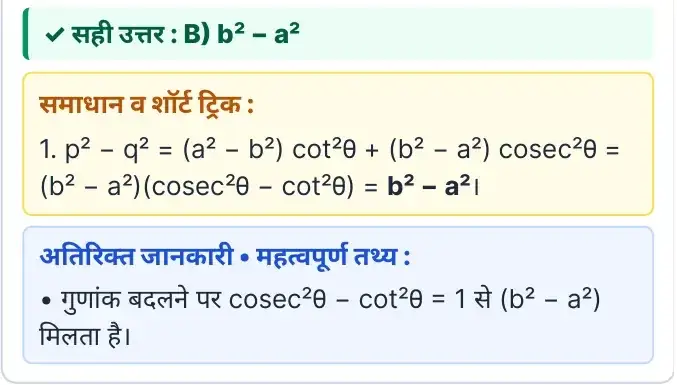 ✓ सही उत्तर : B) b² − a²
समाधान व शॉर्ट ट्रिक :
1. p² − q² = (a² − b²) cot²θ + (b² − a²) cosec²θ =
(b² − a²)(cosec²θ − cot²θ) = b² − a²।
अतिरिक्त जानकारी • महत्वपूर्ण तथ्य :
• गुणांक बदलने पर cosec²θ − cot²θ = 1 से (b² − a²)
मिलता है।